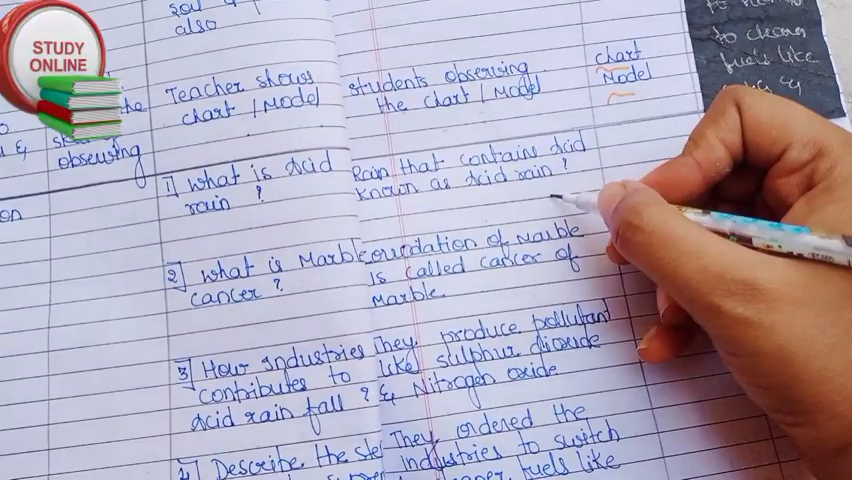 STUDY
ONLINE
also
Teacher shows
chart / Model
observing
students observing
the chart / Model
chart
Model
to cleaner
fuels like
1) what is Acid
rain ?
Rain that contains Acid
known as Acid rain ?
2) what is Marble
cancer ?
couodation of Marble
Is called cancer of
Marble.
3) How Industries
contributes to
Acid rain fall ?
They produce pollutant
like sulphur dioxide
& Nitrogen oxide
4) Describe the
They ordered the
industries to switch
fuels like